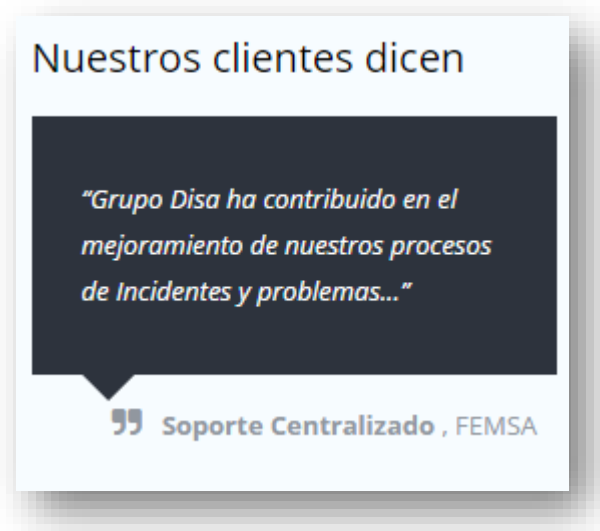 Nuestros clientes dicen
“Grupo Disa ha contribuido en el
mejoramiento de nuestros procesos
de Incidentes y problemas...”
❞ Soporte Centralizado , FEMSA